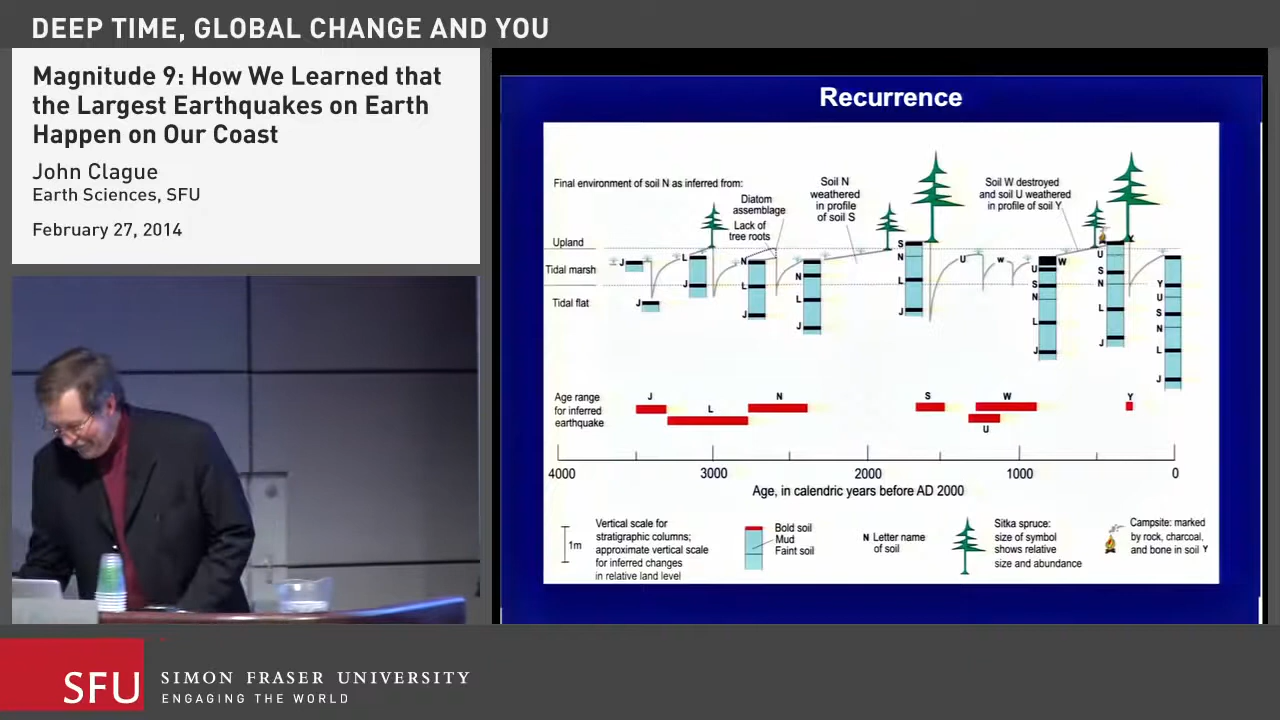 DEEP TIME, GLOBAL CHANGE AND YOU
Magnitude 9: How We Learned that
the Largest Earthquakes on Earth
Happen on Our Coast
John Clague
Earth Sciences, SFU
February 27, 2014
Recurrence
Final environment of soil N as inferred from:
Diatom
assemblage
Lack of
tree roots
Soil N
weathered
in profile
of soil S
Soil W destroyed
and soil U weathered
in profile of soil Y
Upland
Tidal marsh
Tidal flat
J
J
L
J
N
L
J
N
L
J
S
N
L
J
U
W
W
U
S
N
L
J
Y
U
S
N
L
J
Y
U
S
N
L
J
Age range
for inferred
earthquake
J
L
N
S
W
U
Y
4000
3000
2000
1000
0
Age, in calendric years before AD 2000
1m
Vertical scale for
stratigraphic columns;
approximate vertical scale
for inferred changes
in relative land level
Bold soil
Mud
Faint soil
N Letter name
of soil
Sitka spruce:
size of symbol
shows relative
size and abundance
Campsite: marked
by rock, charcoal,
and bone in soil Y
SFU
SIMON FRASER UNIVERSITY
ENGAGING THE WORLD